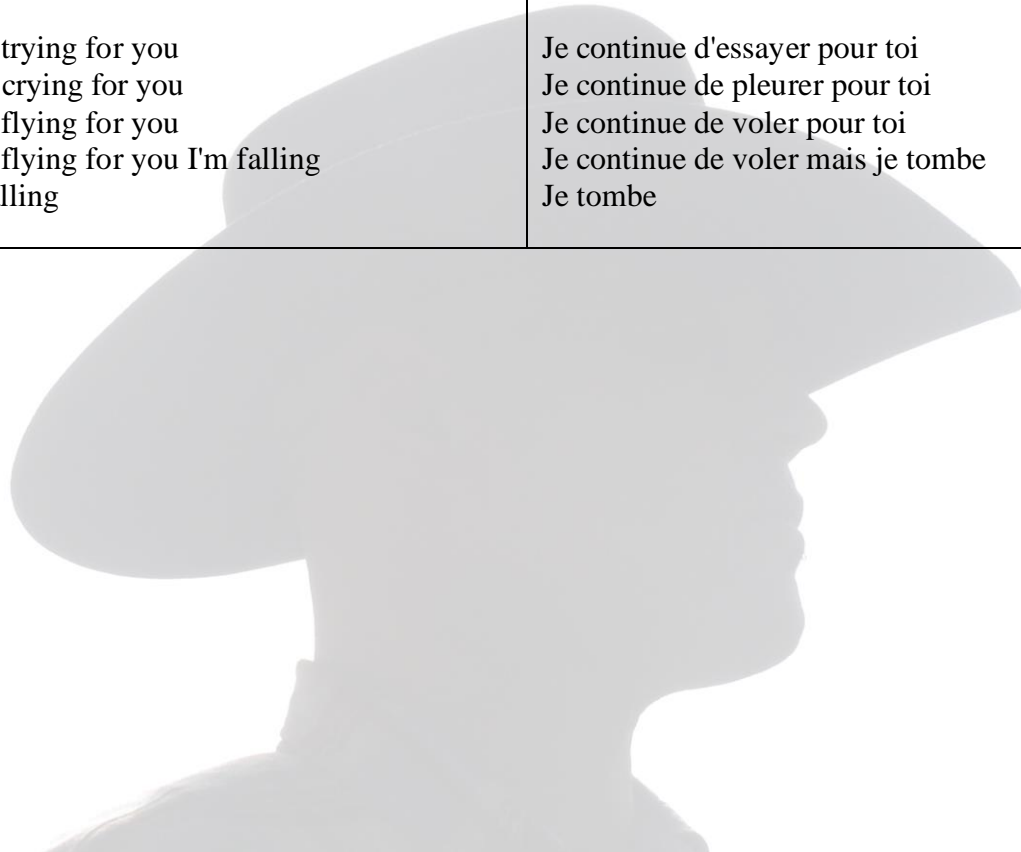 trying for you
crying for you
flying for you
flying for you I'm falling
lling
Je continue d'essayer pour toi
Je continue de pleurer pour toi
Je continue de voler pour toi
Je continue de voler mais je tombe
Je tombe